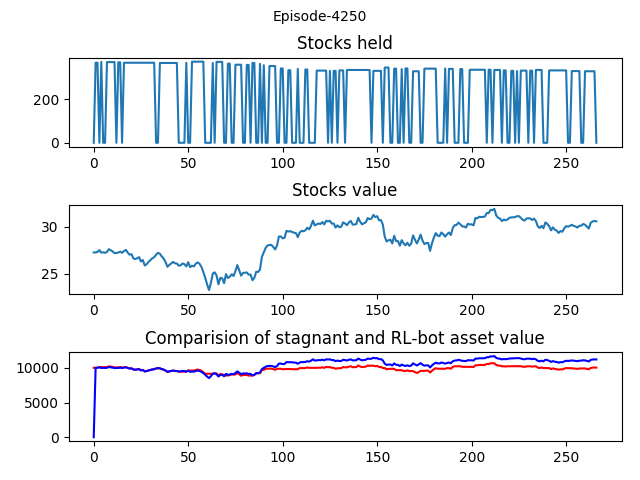 Episode-4250
Stocks held
200
0
0 50 100 150 200 250
Stocks value
30
25
0 50 100 150 200 250
Comparision of stagnant and RL-bot asset value
10000
5000
0
0 50 100 150 200 250